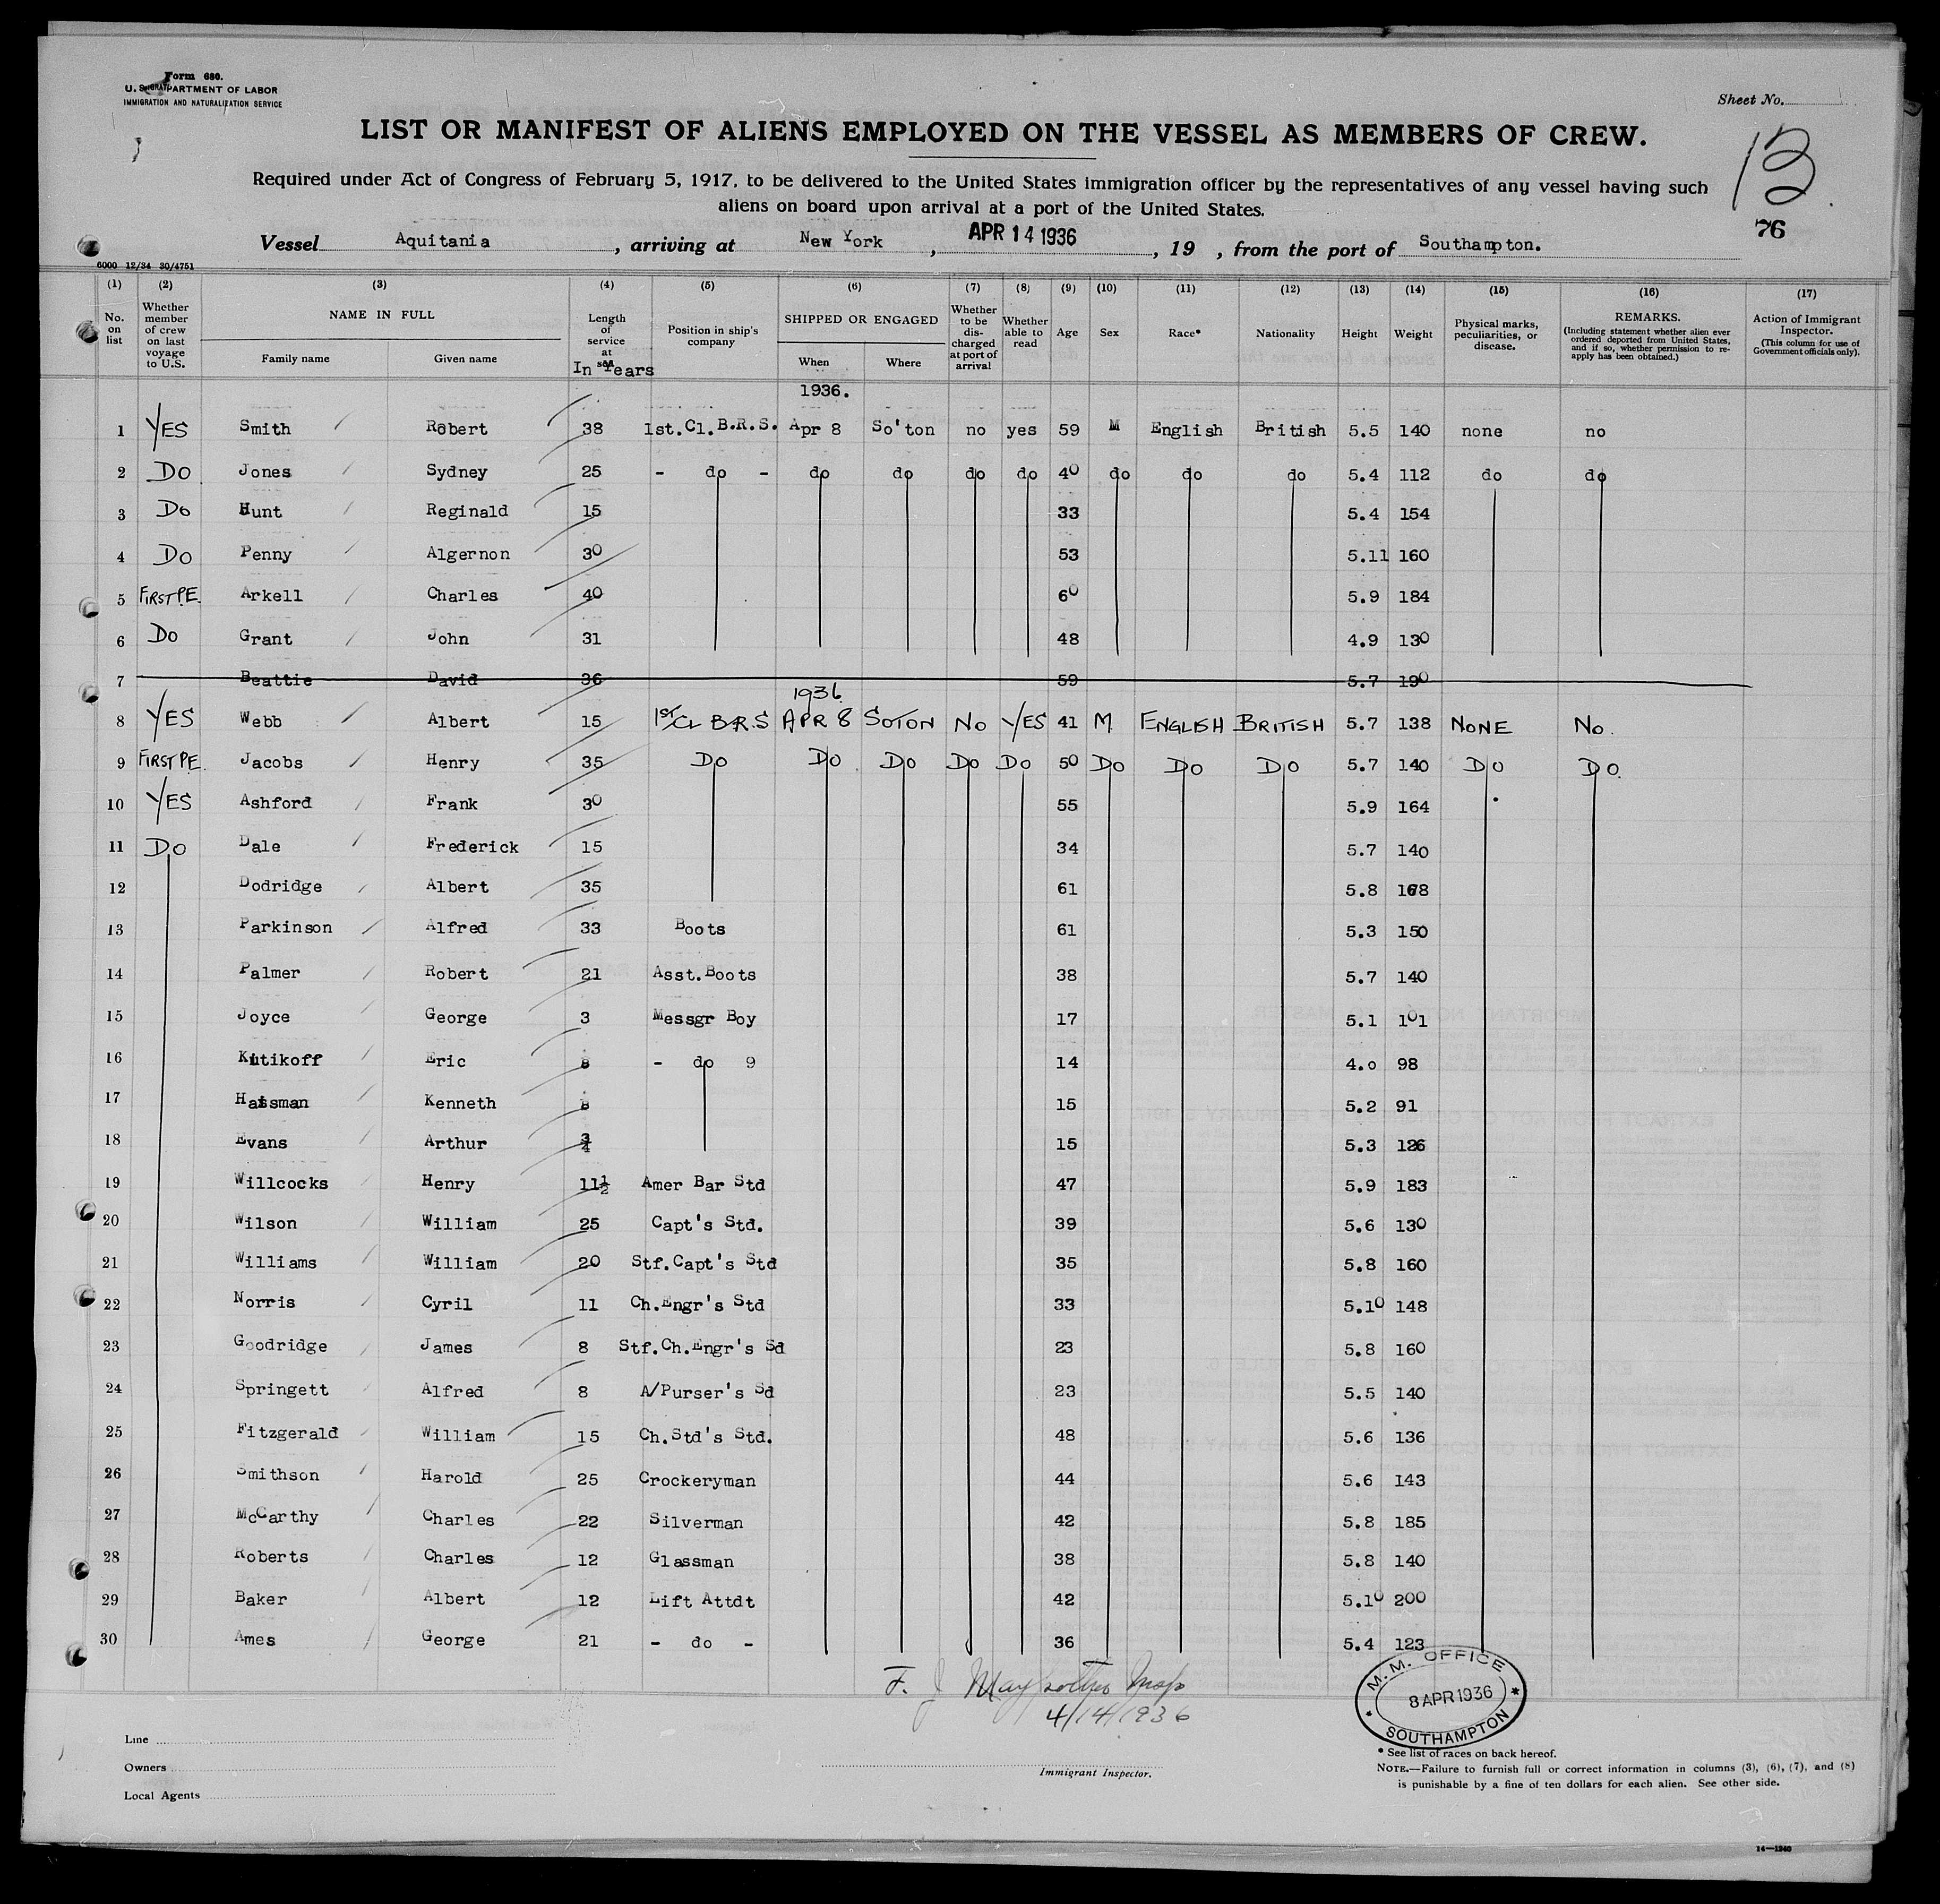 Form 680.
U. S. DEPARTMENT OF LABOR
IMMIGRATION AND NATURALIZATION SERVICE
Sheet No.
LIST OR MANIFEST OF ALIENS EMPLOYED ON THE VESSEL AS MEMBERS OF CREW.
13
Required under Act of Congress of February 5, 1917, to be delivered to the United States immigration officer by the representatives of any vessel having such
aliens on board upon arrival at a port of the United States.
76
Vessel Aquitania, arriving at New York, APR 14 1936, 19 , from the port of Southampton.
6000 12/34 30/4751
(1) (2) (3) (4) (5) (6) (7) (8) (9) (10) (11) (12) (13) (14) (15) (16) (17)
No. on list Whether member of crew on last voyage to U.S. NAME IN FULL Family name Given name Length of service at sea In Years Position in ship's company SHIPPED OR ENGAGED When Where Whether to be discharged at port of arrival Whether able to read Age Sex Race* Nationality Height Weight Physical marks, peculiarities, or disease. REMARKS. (Including statement whether alien ever ordered deported from United States, and if so, whether permission to re-apply has been obtained.) Action of Immigrant Inspector. (This column for use of Government officials only).
1936.
1 YES Smith Robert 38 1st.Cl.B.R.S. Apr 8 So'ton no yes 59 M English British 5.5 140 none no
2 DO Jones Sydney 25 - do - do do do do 40 do do do 5.4 112 do do
3 Do Hunt Reginald 15 33 5.4 154
4 DO Penny Algernon 30 53 5.11 160
5 FIRST P.E. Arkell Charles 40 60 5.9 184
6 DO Grant John 31 48 4.9 130
7 Beattie David 36 59 5.7 190
1936
8 YES Webb Albert 15 1st Cl B.R.S APR 8 SOTON NO YES 41 M ENGLISH BRITISH 5.7 138 NONE No.
9 FIRST P.E. Jacobs Henry 35 DO DO DO DO DO 50 DO DO DO 5.7 140 DO DO.
10 YES Ashford Frank 30 55 5.9 164
11 DO Dale Frederick 15 34 5.7 140
12 Dodridge Albert 35 61 5.8 168
13 Parkinson Alfred 33 Boots 61 5.3 150
14 Palmer Robert 21 Asst.Boots 38 5.7 140
15 Joyce George 3 Messgr Boy 17 5.1 101
16 Eric - do 9 14 4.0 98
17 Kenneth 15 5.2 91
18 Evans Arthur 15 5.3 126
19 Willcocks Henry 11½ Amer Bar Std 47 5.9 183
20 Wilson William 25 Capt's Std. 39 5.6 130
21 Williams William 20 Stf.Capt's Std 35 5.8 160
22 Norris Cyril 11 Ch.Engr's Std 33 5.10 148
23 Goodridge James 8 Stf.Ch.Engr's Sd 23 5.8 160
24 Springett Alfred 8 A/Purser's Sd 23 5.5 140
25 Fitzgerald William 15 Ch.Std's Std. 48 5.6 136
26 Smithson Harold 25 Crockeryman 44 5.6 143
27 McCarthy Charles 22 Silverman 42 5.8 185
28 Roberts Charles 12 Glassman 38 5.8 140
29 Baker Albert 12 Lift Attdt 42 5.10 200
30 Ames George 21 - do - 36 5.4 123
F. J. Insp
4/14/1936
M. M. OFFICE
8 APR 1936
SOUTHAMPTON
Line
Owners
Local Agents
Immigrant Inspector.
* See list of races on back hereof.
NOTE.—Failure to furnish full or correct information in columns (3), (6), (7), and (8)
is punishable by a fine of ten dollars for each alien. See other side.
14—1240